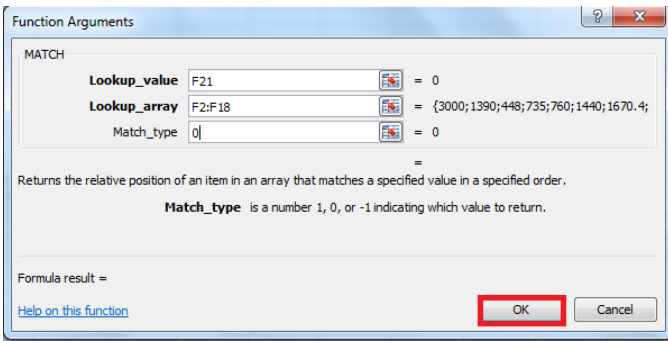 Function Arguments
? X
MATCH
Lookup_value F21 = 0
Lookup_array F2:F18 = {3000;1390;448;735;760;1440;1670.4;
Match_type 0 = 0
=
Returns the relative position of an item in an array that matches a specified value in a specified order.
Match_type is a number 1, 0, or -1 indicating which value to return.
Formula result =
Help on this function OK Cancel